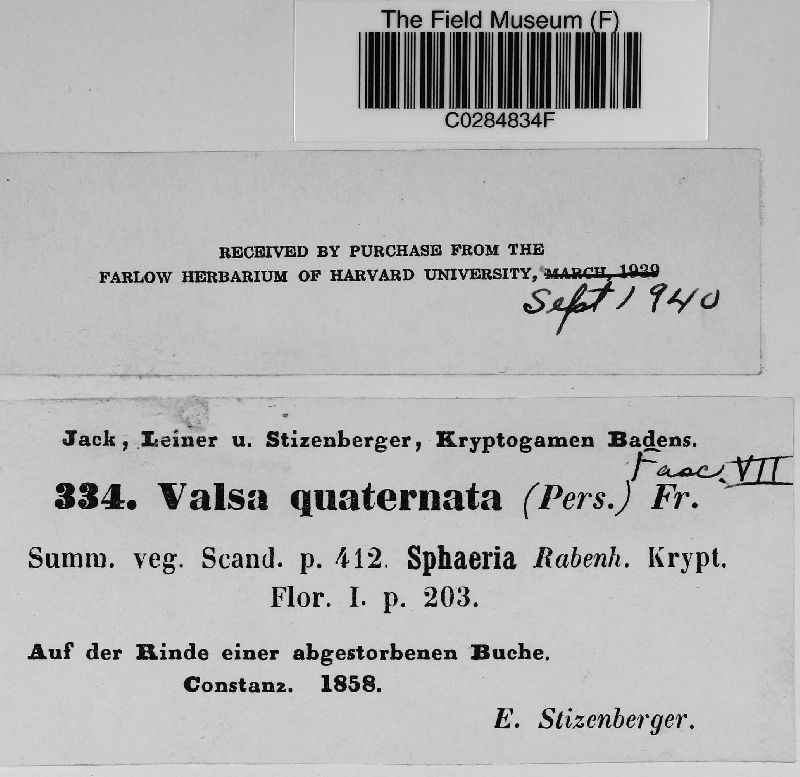 The Field Museum (F)
C0284834F
RECEIVED BY PURCHASE FROM THE
FARLOW HERBARIUM OF HARVARD UNIVERSITY, MARCH, 1929
Sept 1940
Jack, Leiner u. Stizenberger, Kryptogamen Badens.
Fasc. VII
334. Valsa quaternata (Pers.) Fr.
Summ. veg. Scand. p. 412. Sphaeria Rabenh. Krypt.
Flor. I. p. 203.
Auf der Rinde einer abgestorbenen Buche.
Constanz. 1858.
E. Stizenberger.